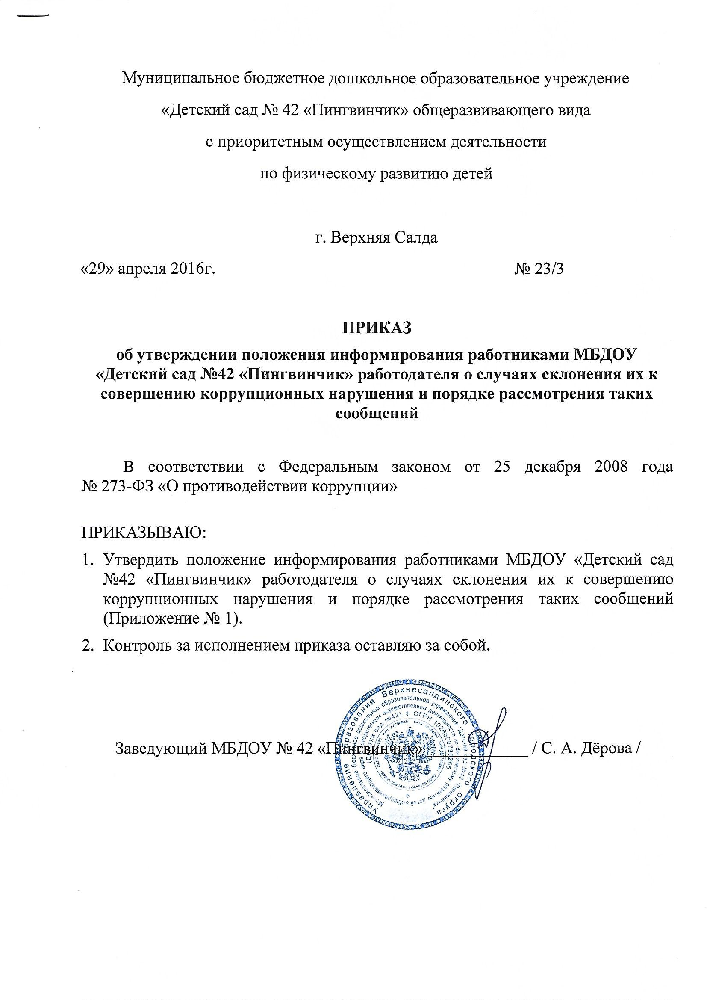 Муниципальное бюджетное дошкольное образовательное учреждение
«Детский сад № 42 «Пингвинчик» общеразвивающего вида
с приоритетным осуществлением деятельности
по физическому развитию детей
г. Верхняя Салда
«29» апреля 2016г. № 23/3
ПРИКАЗ
об утверждении положения информирования работниками МБДОУ
«Детский сад №42 «Пингвинчик» работодателя о случаях склонения их к
совершению коррупционных нарушения и порядке рассмотрения таких
сообщений
В соответствии с Федеральным законом от 25 декабря 2008 года
№ 273-ФЗ «О противодействии коррупции»
ПРИКАЗЫВАЮ:
1. Утвердить положение информирования работниками МБДОУ «Детский сад
№42 «Пингвинчик» работодателя о случаях склонения их к совершению
коррупционных нарушения и порядке рассмотрения таких сообщений
(Приложение № 1).
2. Контроль за исполнением приказа оставляю за собой.
Заведующий МБДОУ № 42 «Пингвинчик» / С. А. Дёрова /
Управление образования Верхнесалдинского городского округа
Муниципальное бюджетное дошкольное образовательное учреждение "Детский сад №42 "Пингвинчик"
общеразвивающего вида с приоритетным осуществлением деятельности по физическому развитию детей
(Детский сад №42) * ОГРН 1026600785265